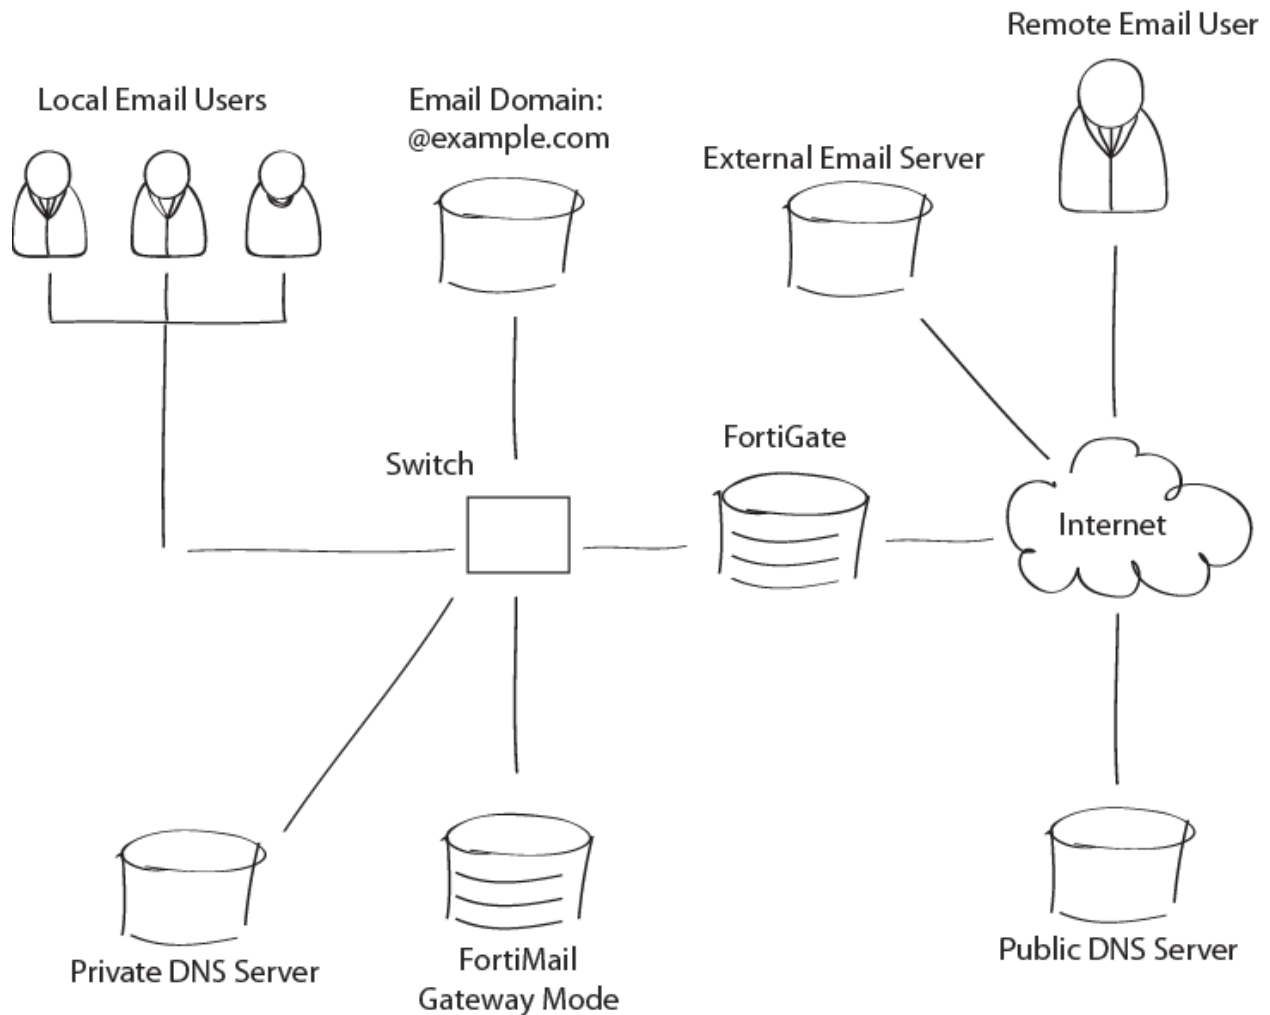 Remote Email User
Local Email Users
Email Domain:
@example.com
External Email Server
FortiGate
Switch
Internet
Private DNS Server
FortiMail
Gateway Mode
Public DNS Server